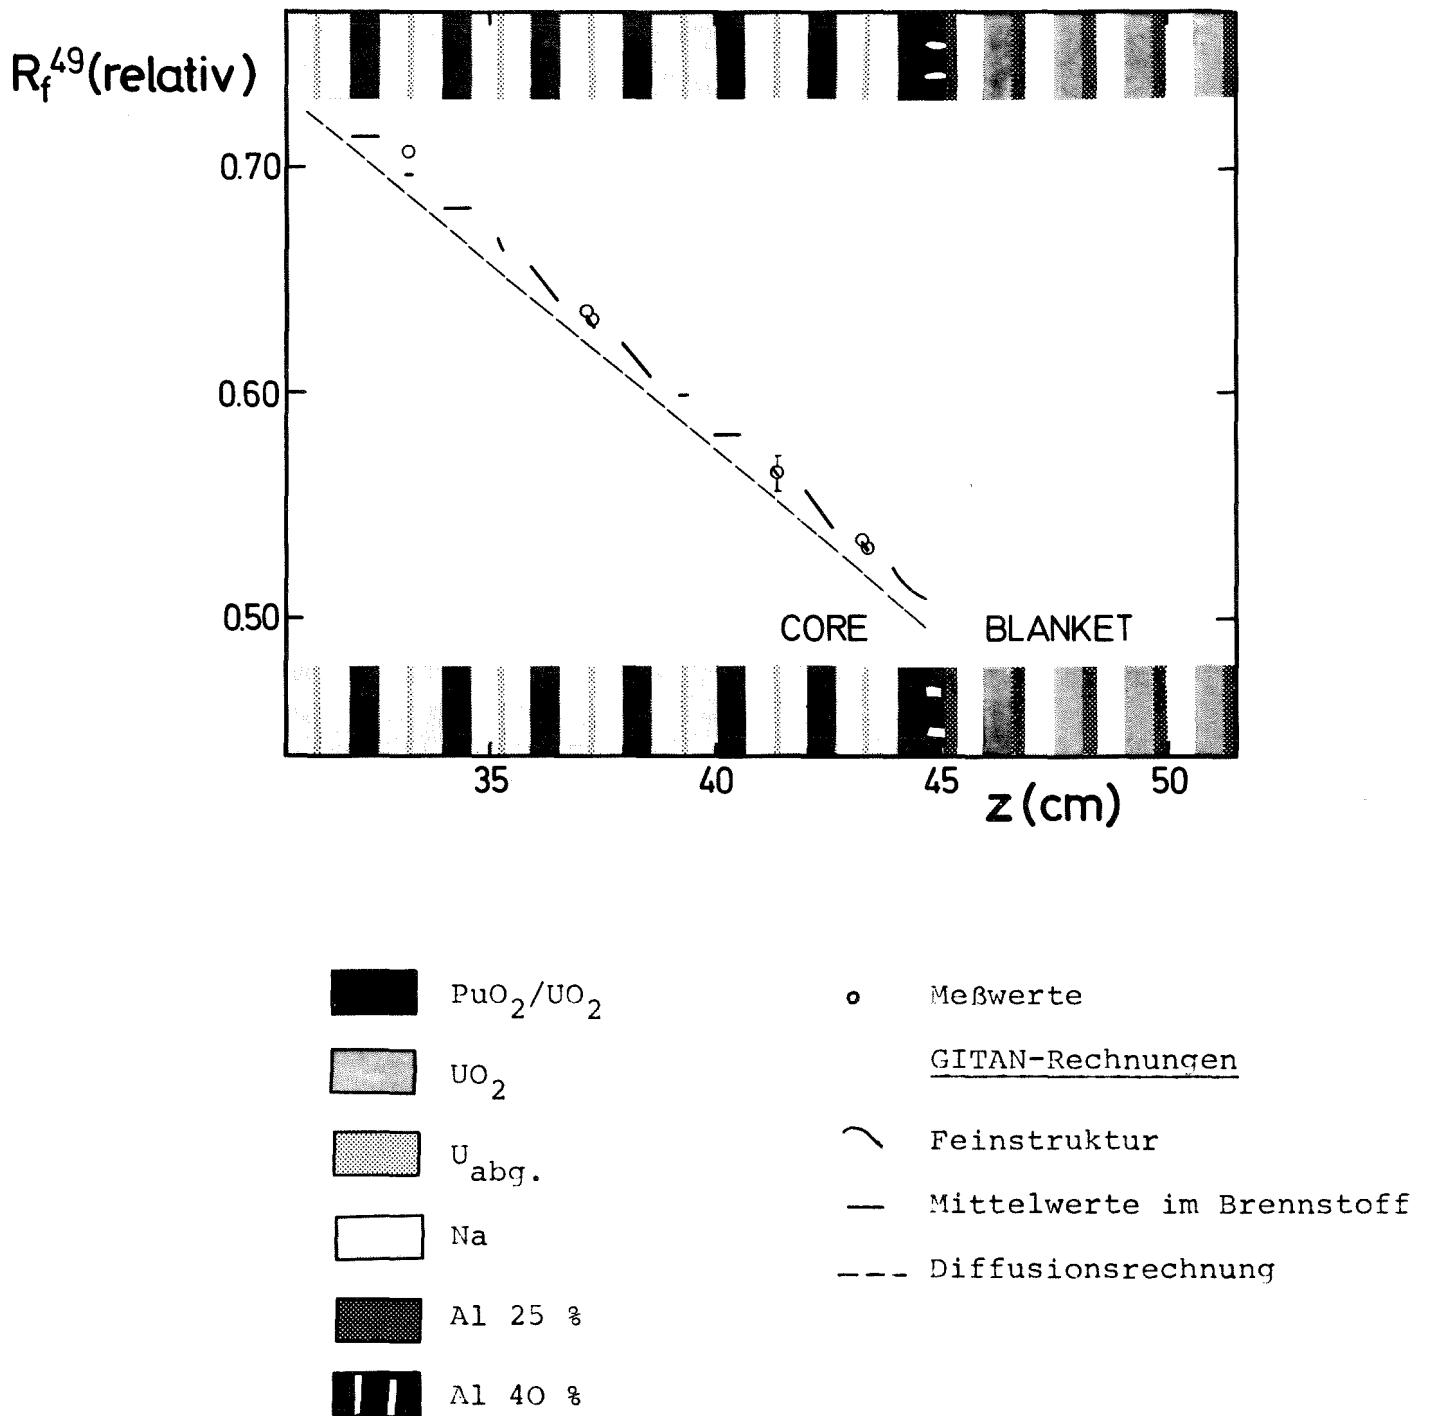 R_f^49 (relativ)
0.70
0.60
0.50
CORE BLANKET
35 40 45 50
z (cm)
PuO2/UO2
UO2
U abg.
Na
Al 25 %
Al 40 %
Meßwerte
GITAN-Rechnungen
Feinstruktur
Mittelwerte im Brennstoff
Diffusionsrechnung